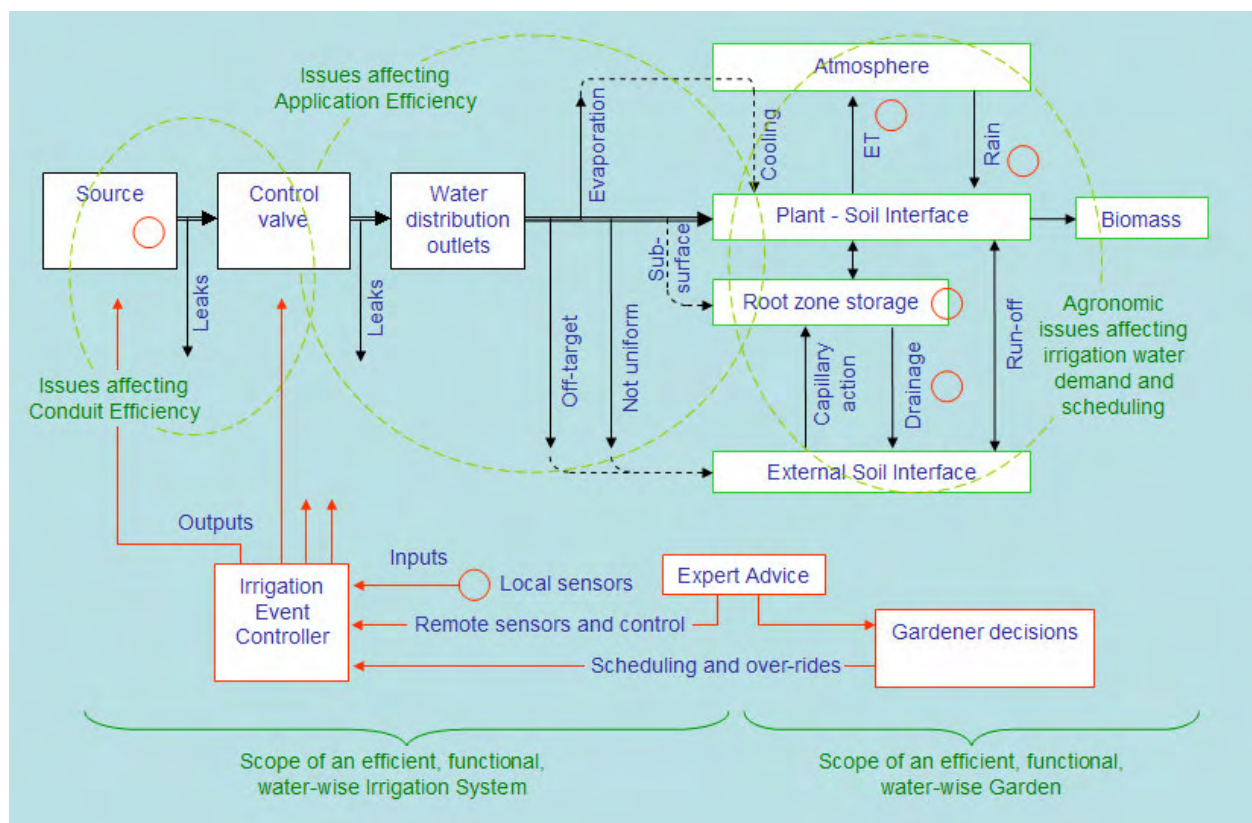 Issues affecting
Application Efficiency
Atmosphere
Evaporation
Cooling
ET
Rain
Source
Control
valve
Water
distribution
outlets
Plant - Soil Interface
Biomass
Leaks
Leaks
Sub-
surface
Root zone storage
Off-target
Not uniform
Capillary
action
Drainage
Run-off
Agronomic
issues affecting
irrigation water
demand and
scheduling
Issues affecting
Conduit Efficiency
External Soil Interface
Outputs
Inputs
Irrigation
Event
Controller
Local sensors
Expert Advice
Remote sensors and control
Gardener decisions
Scheduling and over-rides
Scope of an efficient, functional,
water-wise Irrigation System
Scope of an efficient, functional,
water-wise Garden